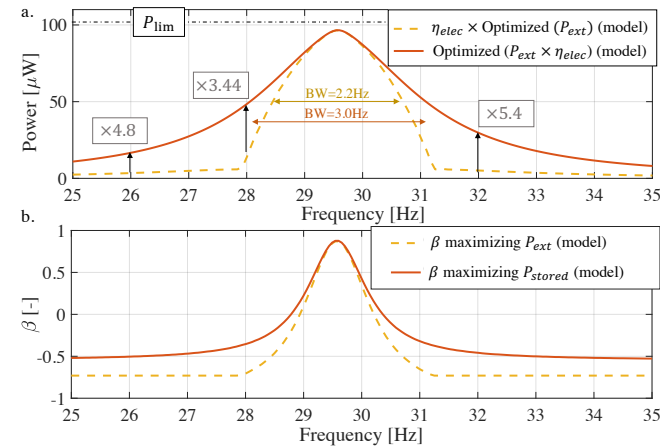 a.
P_lim
η_elec × Optimized (P_ext) (model)
Optimized (P_ext × η_elec) (model)
100
50
0
Power [μW]
×4.8
×3.44
×5.4
BW=2.2Hz
BW=3.0Hz
25 26 27 28 29 30 31 32 33 34 35
Frequency [Hz]
b.
β maximizing P_ext (model)
β maximizing P_stored (model)
1
0.5
0
-0.5
-1
β [-]
25 26 27 28 29 30 31 32 33 34 35
Frequency [Hz]